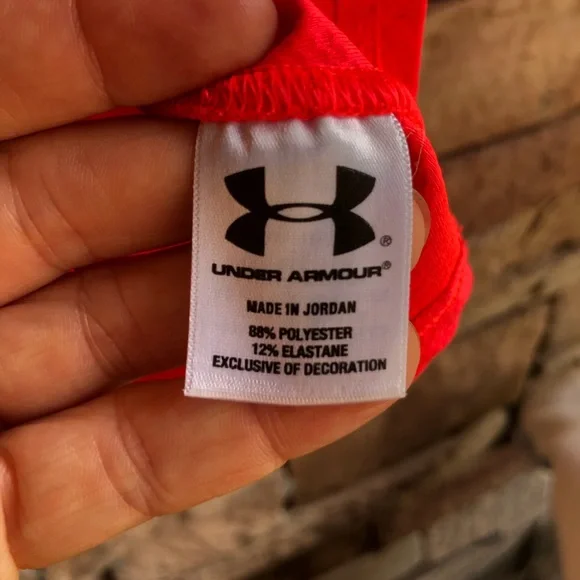 UNDER ARMOUR®
MADE IN JORDAN
88% POLYESTER
12% ELASTANE
EXCLUSIVE OF DECORATION